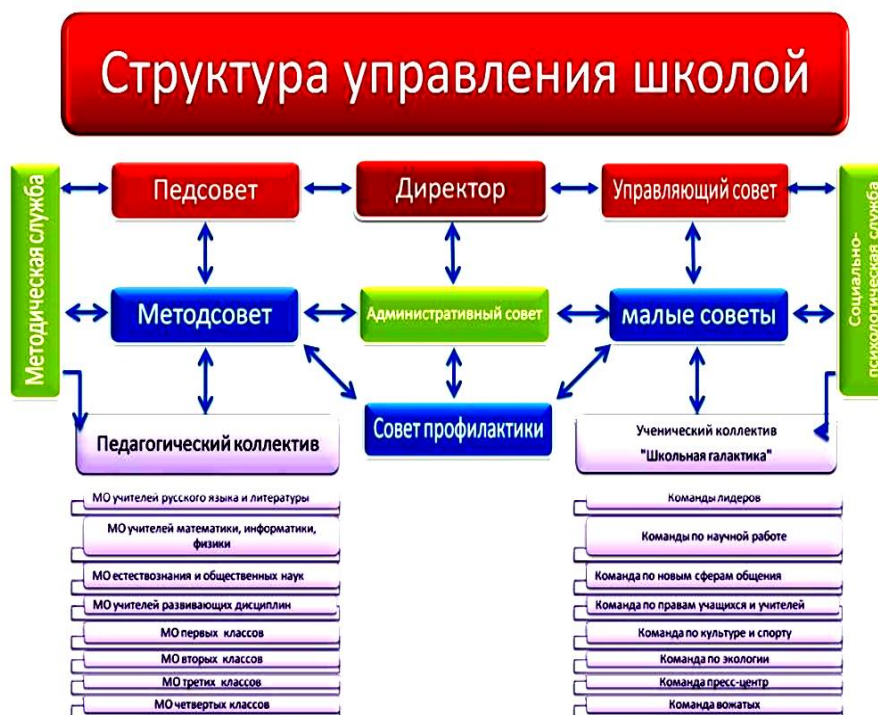 Структура управления школой
Методическая служба
Педсовет
Директор
Управляющий совет
Социально-
психологическая служба
Методсовет
Административный совет
малые советы
Совет профилактики
Педагогический коллектив
Ученический коллектив
"Школьная галактика"
МО учителей русского языка и литературы
МО учителей математики, информатики,
физики
МО естествознания и общественных наук
МО учителей развивающих дисциплин
МО первых классов
МО вторых классов
МО третих классов
МО четвертых классов
Команды лидеров
Команды по научной работе
Команда по новым сферам общения
Команда по правам учащихся и учителей
Команда по культуре и спорту
Команда по экологии
Команда пресс-центр
Команда вожатых